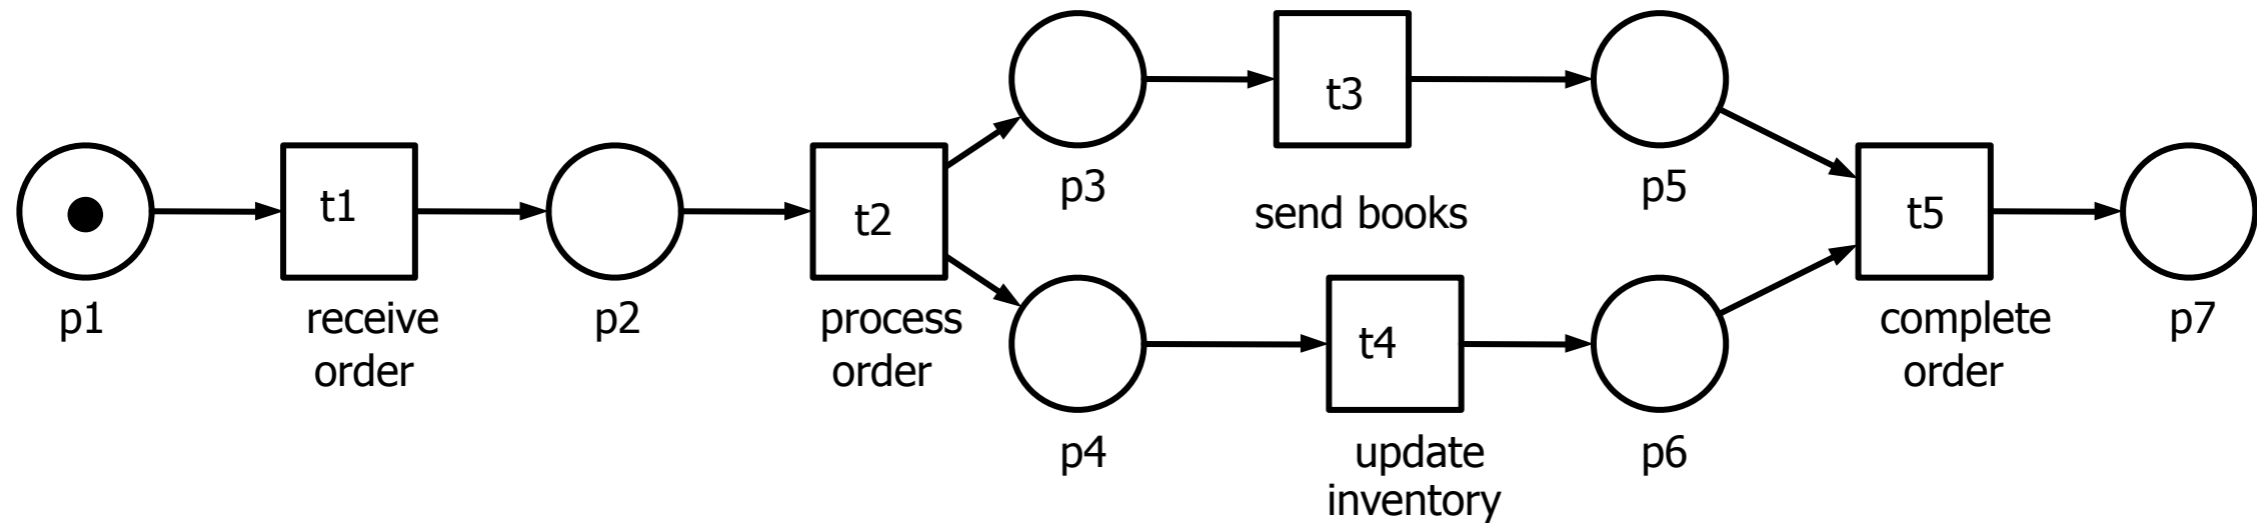 t3
p3
p5
send books
t1
t2
t5
p1
receive
order
p2
process
order
t4
complete
order
p7
p4
update
inventory
p6